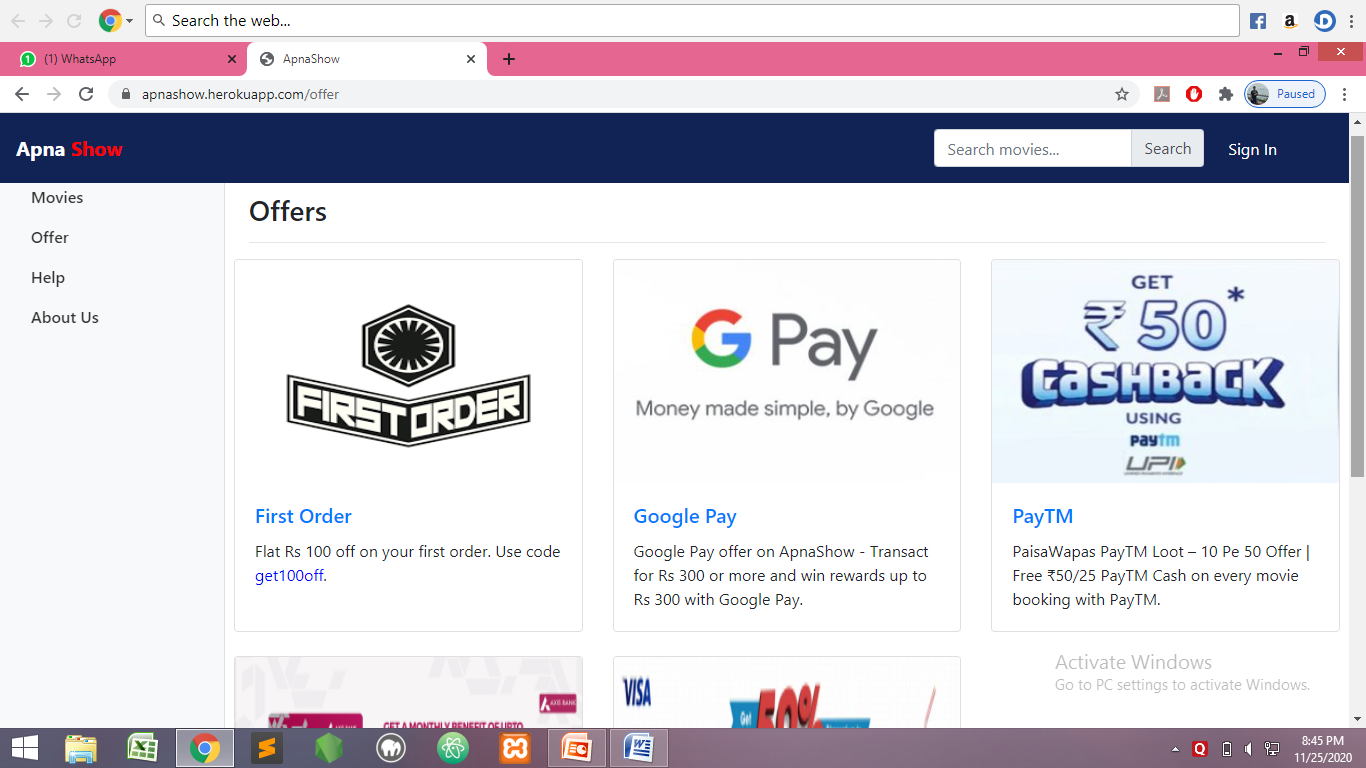 Search the web...
(1) WhatsApp
ApnaShow
apnashow.herokuapp.com/offer
Paused
Apna Show
Search movies...
Search
Sign In
Movies
Offer
Help
About Us
Offers
FIRST ORDER
First Order
Flat Rs 100 off on your first order. Use code
get100off.
G Pay
Money made simple, by Google
Google Pay
Google Pay offer on ApnaShow - Transact
for Rs 300 or more and win rewards up to
Rs 300 with Google Pay.
GET
₹ 50*
CASHBACK
USING
paytm
UPI
PayTM
PaisaWapas PayTM Loot – 10 Pe 50 Offer |
Free ₹50/25 PayTM Cash on every movie
booking with PayTM.
AXIS BANK
GET A MONTHLY BENEFIT OF UPTO
VISA
Get
50%
Activate Windows
Go to PC settings to activate Windows.
8:45 PM
11/25/2020